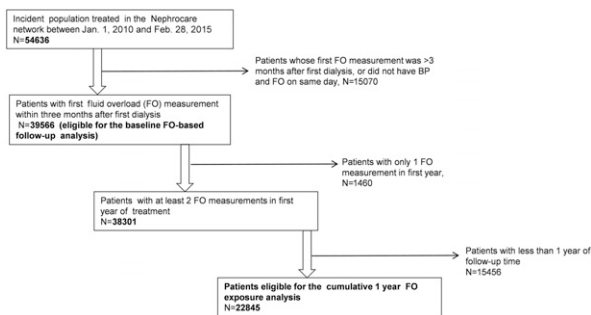 Incident population treated in the Nephrocare
network between Jan. 1, 2010 and Feb. 28, 2015
N=54636
Patients whose first FO measurement was >3
months after first dialysis, or did not have BP
and FO on same day, N=15070
Patients with first fluid overload (FO) measurement
within three months after first dialysis
N=39566 (eligible for the baseline FO-based
follow-up analysis)
Patients with only 1 FO
measurement in first year,
N=1460
Patients with at least 2 FO measurements in first
year of treatment
N=38301
Patients with less than 1 year of
follow-up time
N=15456
Patients eligible for the cumulative 1 year FO
exposure analysis
N=22845